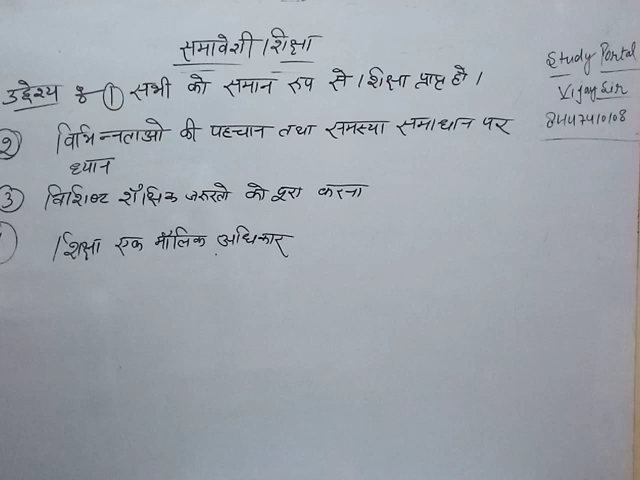 समावेशी शिक्षा
Study Portal
Vijay Sir
8447410108
उद्देश्य :- ① सभी को समान रुप से शिक्षा प्राप्त हो।
② विभिन्नताओ की पहचान तथा समस्या समाधान पर
ध्यान
③ विशिष्ट शैक्षिक जरूरतो को पूरा करना
शिक्षा एक मौलिक अधिकार